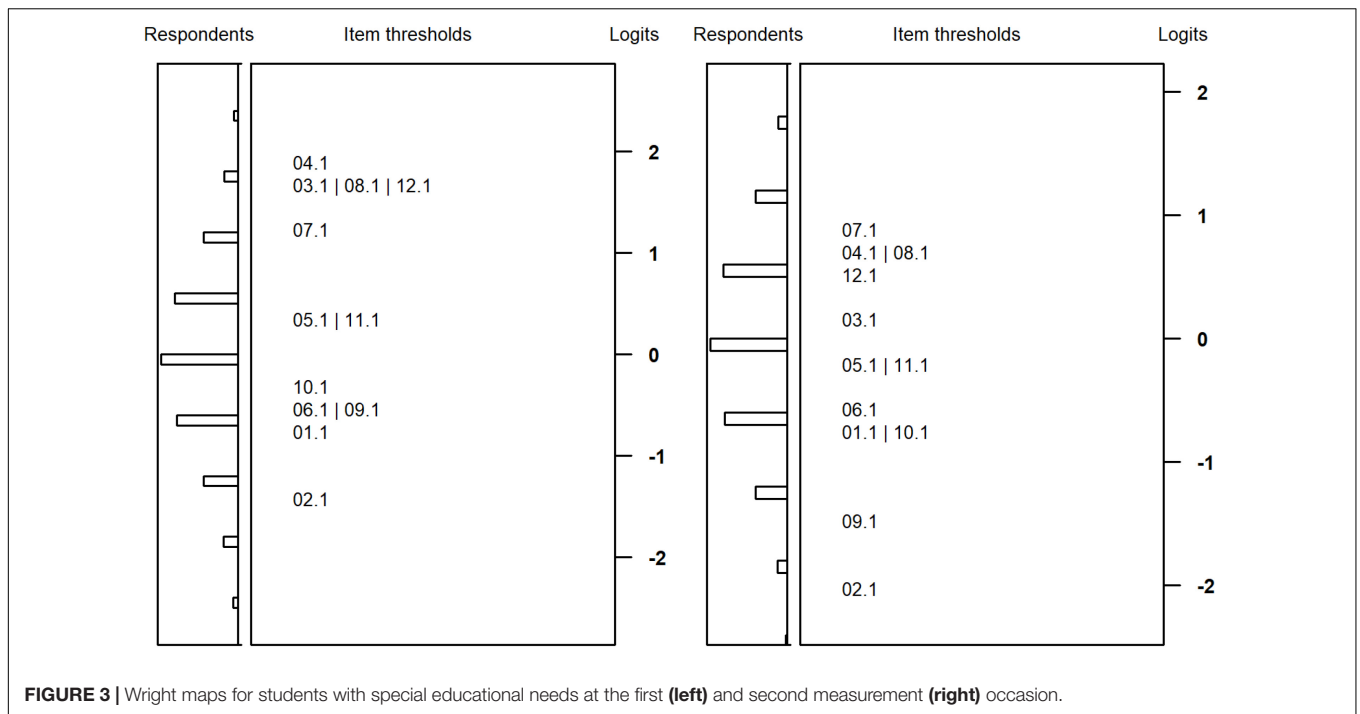 Respondents Item thresholds Logits Respondents Item thresholds Logits
04.1
03.1 | 08.1 | 12.1
07.1
05.1 | 11.1
10.1
06.1 | 09.1
01.1
02.1
2
1
0
-1
-2
07.1
04.1 | 08.1
12.1
03.1
05.1 | 11.1
06.1
01.1 | 10.1
09.1
02.1
2
1
0
-1
-2
FIGURE 3 | Wright maps for students with special educational needs at the first (left) and second measurement (right) occasion.